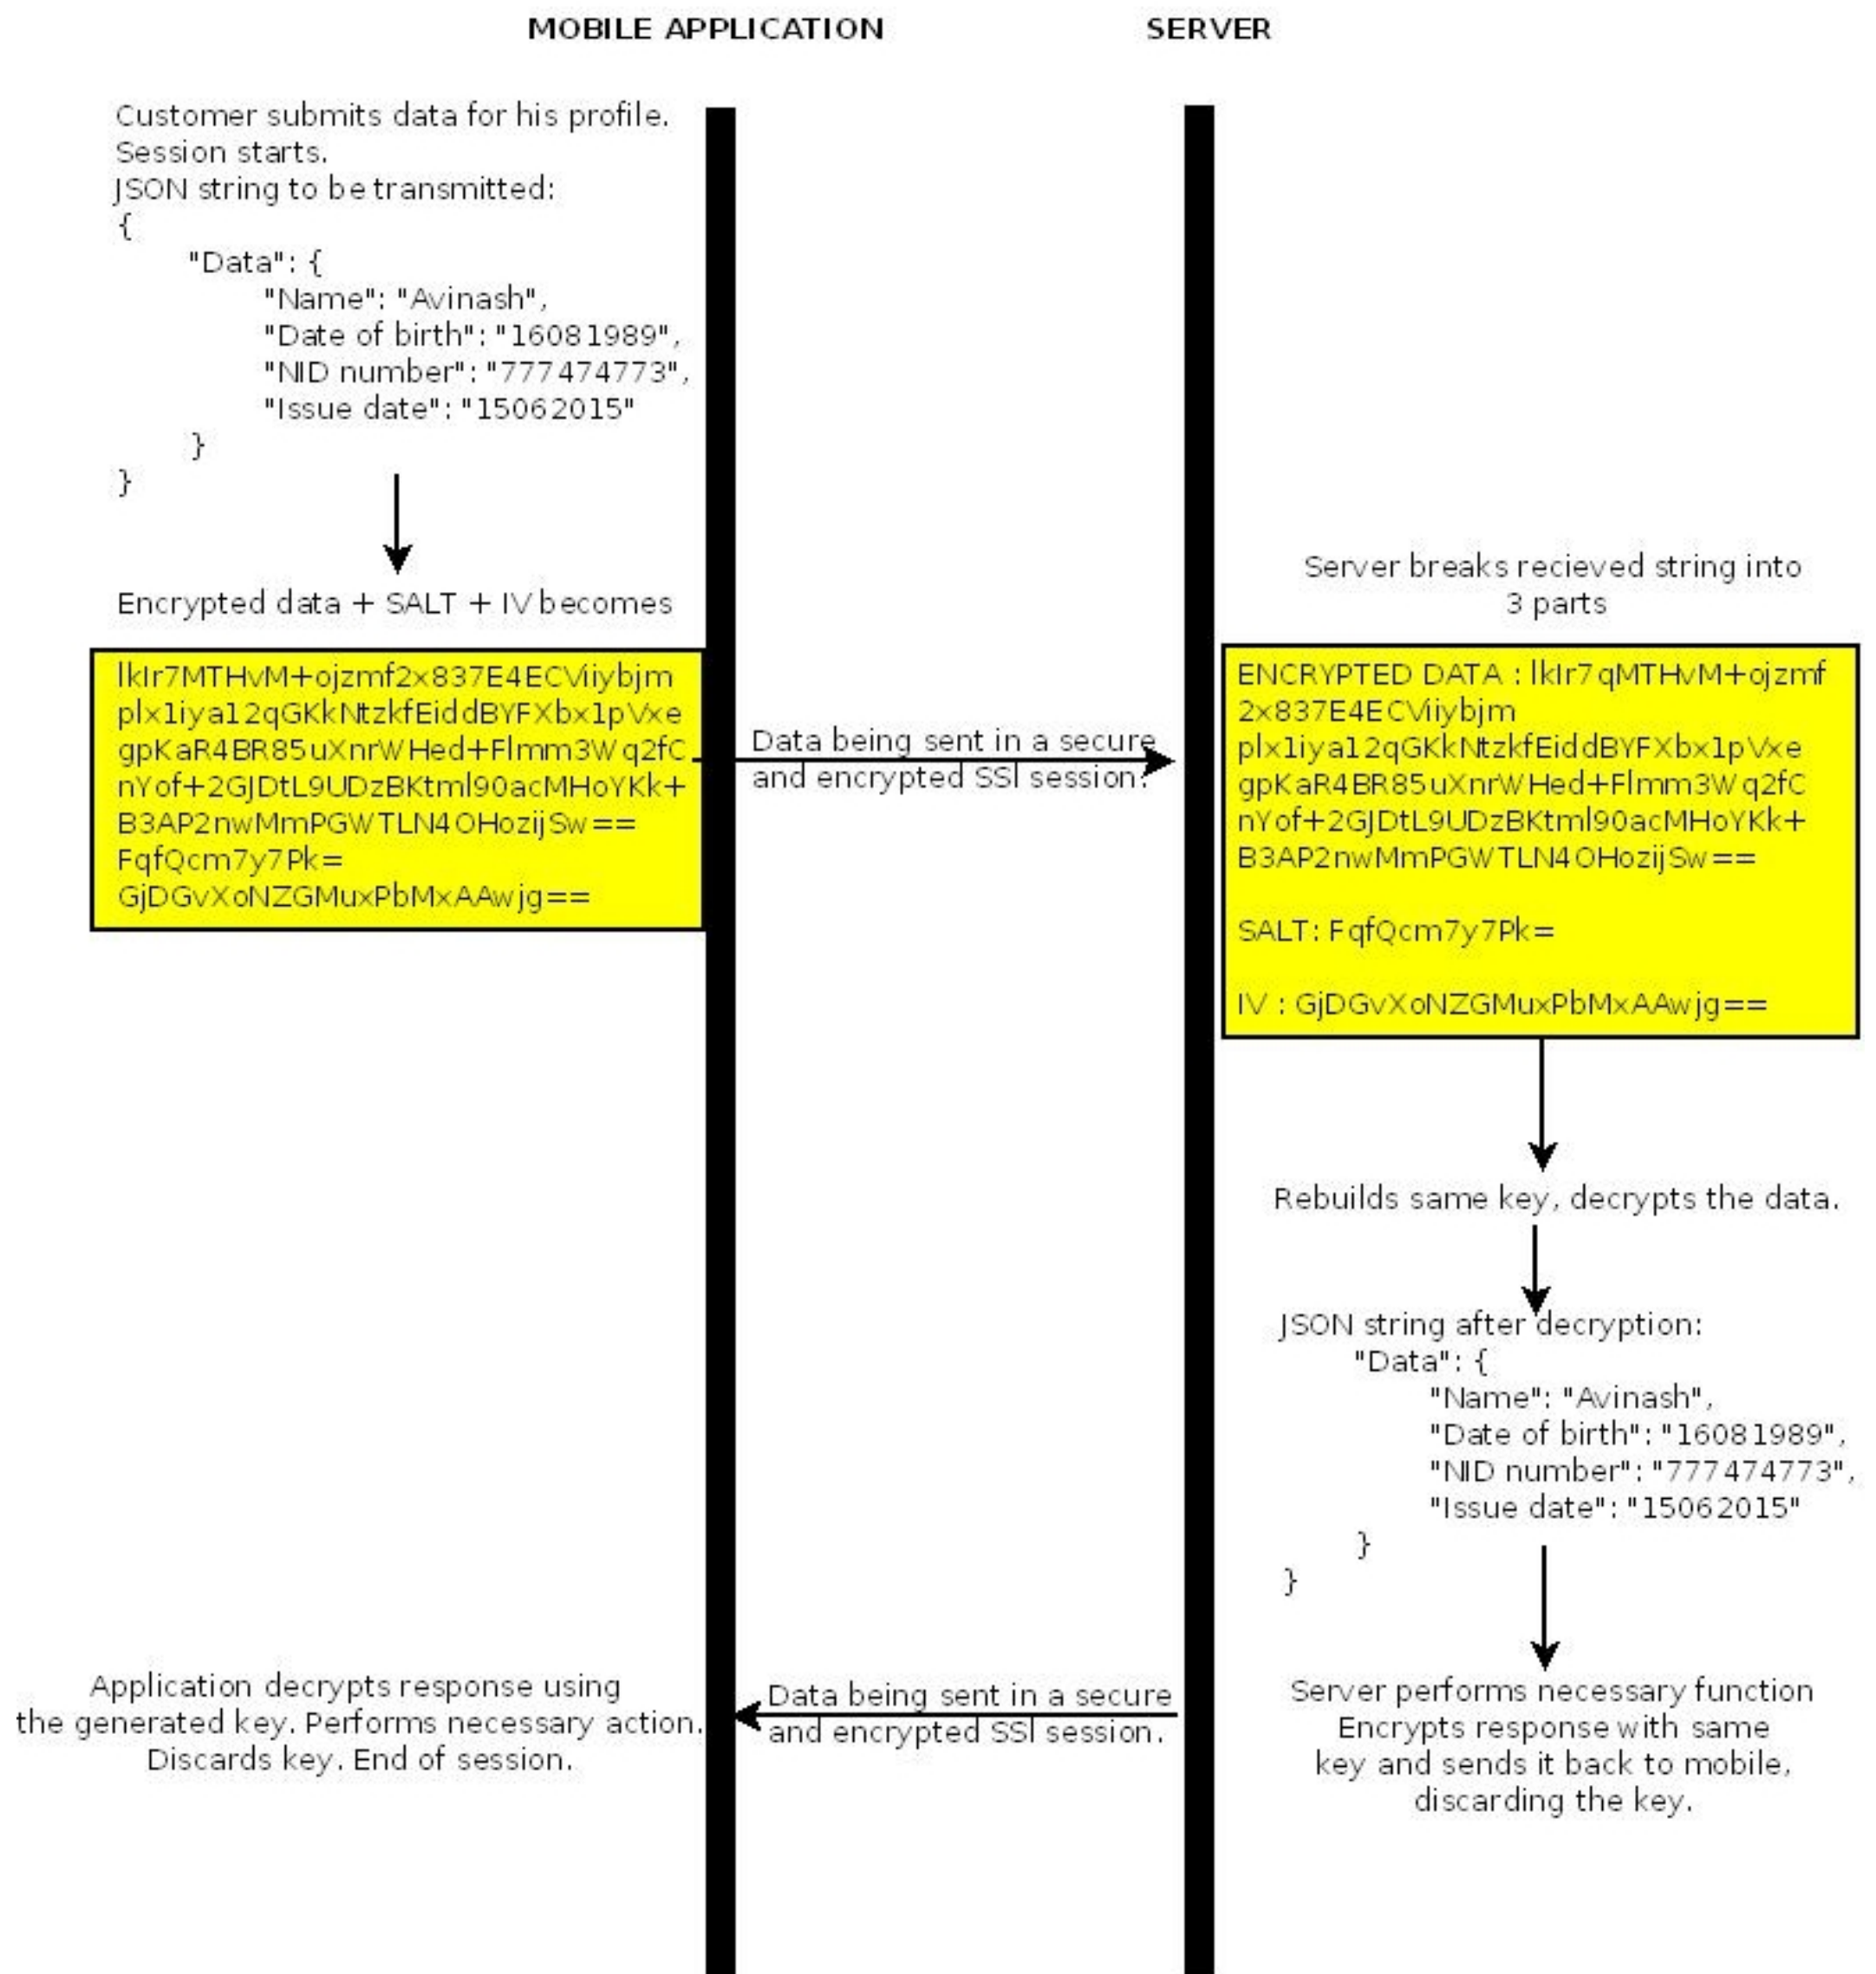 MOBILE APPLICATION
SERVER
Customer submits data for his profile.
Session starts.
JSON string to be transmitted:
{
"Data": {
"Name": "Avinash",
"Date of birth": "16081989",
"NID number": "777474773",
"Issue date": "15062015"
}
}
Encrypted data + SALT + IV becomes
lkIr7MTHvM+ojzmf2x837E4ECViiybjm
plx1iya12qGKkNtzkfEiddBYFXbx1pVxe
gpKaR4BR85uXnrWHed+Flmm3Wq2fC
nYof+2GJDtL9UDzBKtml90acMHoYKk+
B3AP2nwMmPGWTLN4OHozijSw==
FqfQcm7y7Pk=
GjDGvXoNZGMuxPbMxAAwjg==
Data being sent in a secure
and encrypted SSl session.
Server breaks recieved string into
3 parts
ENCRYPTED DATA : lkIr7qMTHvM+ojzmf
2x837E4ECViiybjm
plx1iya12qGKkNtzkfEiddBYFXbx1pVxe
gpKaR4BR85uXnrWHed+Flmm3Wq2fC
nYof+2GJDtL9UDzBKtml90acMHoYKk+
B3AP2nwMmPGWTLN4OHozijSw==
SALT: FqfQcm7y7Pk=
IV : GjDGvXoNZGMuxPbMxAAwjg==
Rebuilds same key, decrypts the data.
JSON string after decryption:
"Data": {
"Name": "Avinash",
"Date of birth": "16081989",
"NID number": "777474773",
"Issue date": "15062015"
}
}
Server performs necessary function
Encrypts response with same
key and sends it back to mobile,
discarding the key.
Data being sent in a secure
and encrypted SSl session.
Application decrypts response using
the generated key. Performs necessary action.
Discards key. End of session.